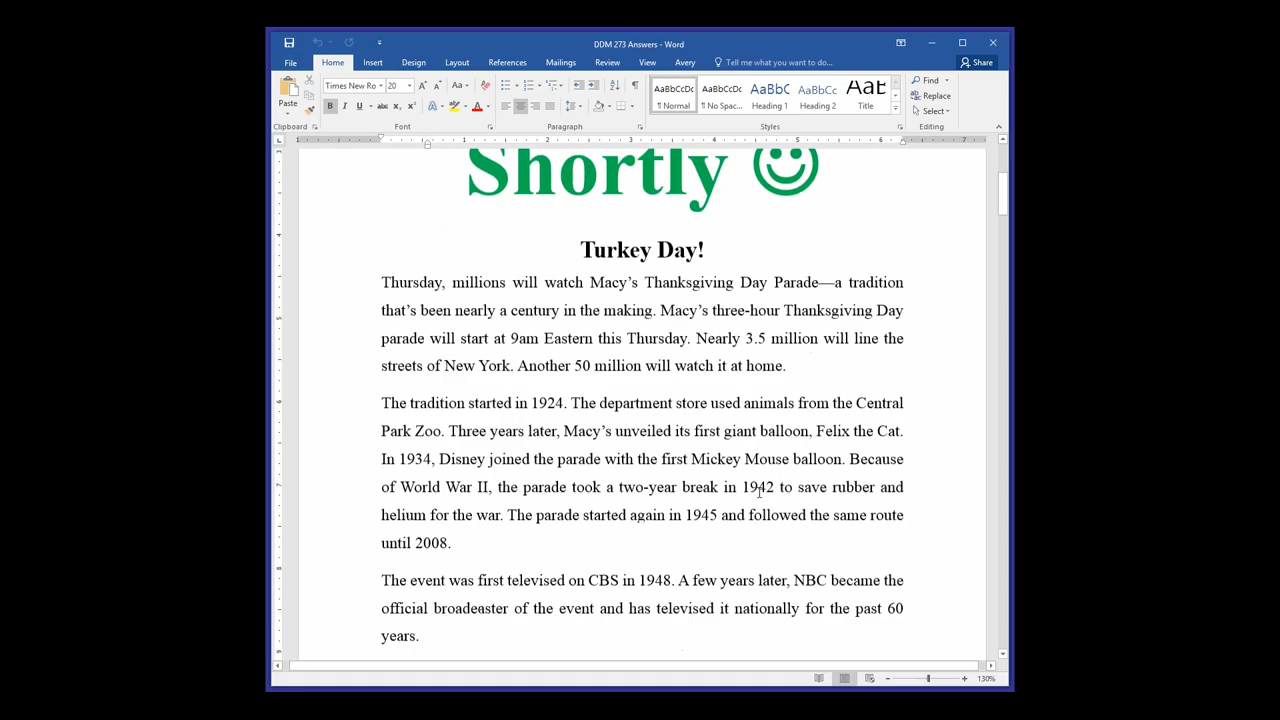 DDM 273 Answers - Word
File Home Insert Design Layout References Mailings Review View Avery Tell me what you want to do... Share
Paste
Times New Ro 20
Clipboard Font Paragraph Styles Editing
AaBbCcDc AaBbCcDc AaBbC AaBbCc AaB
¶ Normal ¶ No Spac... Heading 1 Heading 2 Title
Find
Replace
Select
Shortly
Turkey Day!
Thursday, millions will watch Macy’s Thanksgiving Day Parade—a tradition
that’s been nearly a century in the making. Macy’s three-hour Thanksgiving Day
parade will start at 9am Eastern this Thursday. Nearly 3.5 million will line the
streets of New York. Another 50 million will watch it at home.
The tradition started in 1924. The department store used animals from the Central
Park Zoo. Three years later, Macy’s unveiled its first giant balloon, Felix the Cat.
In 1934, Disney joined the parade with the first Mickey Mouse balloon. Because
of World War II, the parade took a two-year break in 1942 to save rubber and
helium for the war. The parade started again in 1945 and followed the same route
until 2008.
The event was first televised on CBS in 1948. A few years later, NBC became the
official broadcaster of the event and has televised it nationally for the past 60
years.
130%